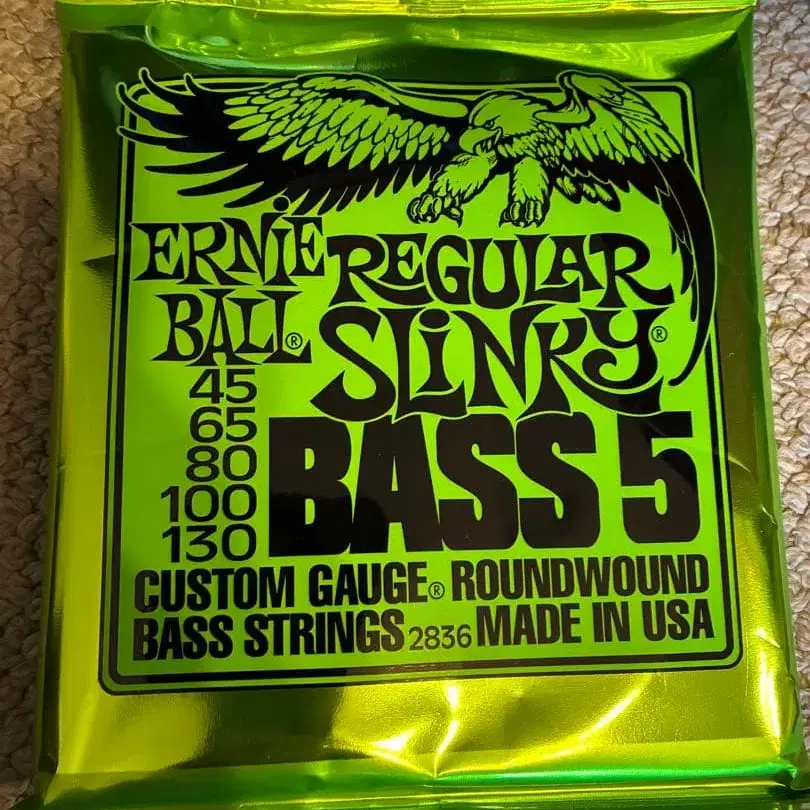 ERNiE
BALL®
REGULAR
SLiNKY®
45
65
80
100
130
BASS 5
CUSTOM GAUGE® ROUNDWOUND
BASS STRINGS 2836 MADE IN USA